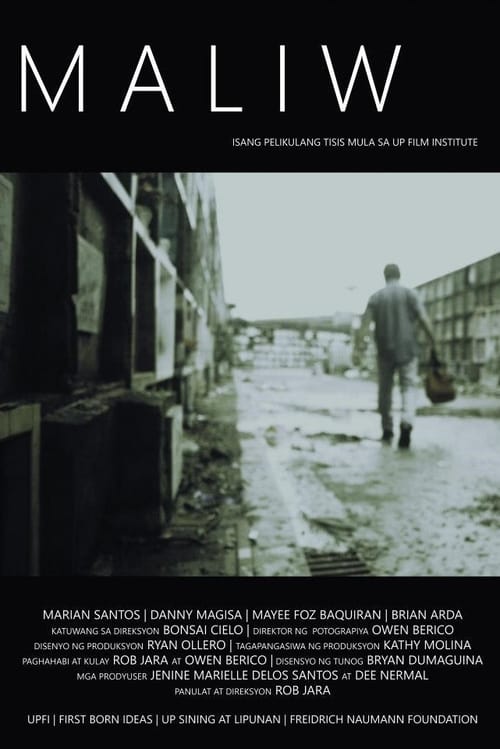 MALIW
ISANG PELIKULANG TISIS MULA SA UP FILM INSTITUTE
MARIAN SANTOS | DANNY MAGISA | MAYEE FOZ BAQUIRAN | BRIAN ARDA
KATUWANG SA DIREKSYON BONSAI CIELO | DIREKTOR NG POTOGRAPIYA OWEN BERICO
DISENYO NG PRODUKSYON RYAN OLLERO | TAGAPANGASIWA NG PRODUKSYON KATHY MOLINA
PAGHAHABI AT KULAY ROB JARA AT OWEN BERICO | DISENSYO NG TUNOG BRYAN DUMAGUINA
MGA PRODYUSER JENINE MARIELLE DELOS SANTOS AT DEE NERMAL
PANULAT AT DIREKSYON ROB JARA
UPFI | FIRST BORN IDEAS | UP SINING AT LIPUNAN | FREIDRICH NAUMANN FOUNDATION